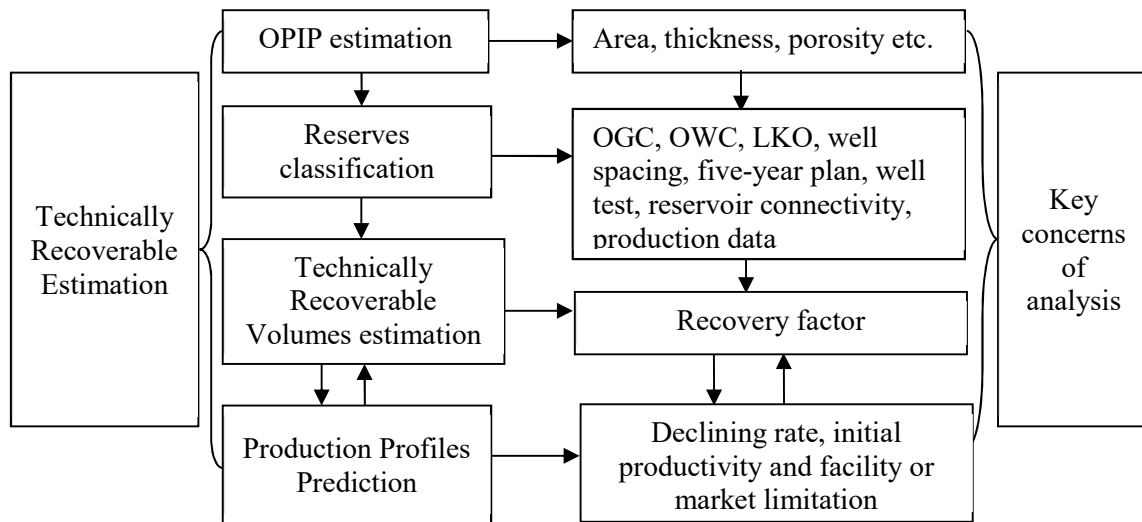 OPIP estimation
Area, thickness, porosity etc.
Reserves
classification
OGC, OWC, LKO, well
spacing, five-year plan, well
test, reservoir connectivity,
production data
Technically
Recoverable
Estimation
Key
concerns
of
analysis
Technically
Recoverable
Volumes estimation
Recovery factor
Production Profiles
Prediction
Declining rate, initial
productivity and facility or
market limitation